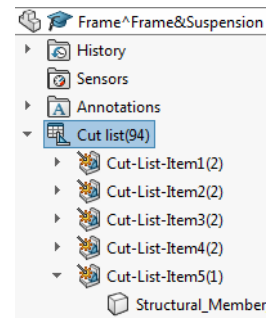 Frame^Frame&Suspension
History
Sensors
A Annotations
Cut list(94)
Cut-List-Item1(2)
Cut-List-Item2(2)
Cut-List-Item3(2)
Cut-List-Item4(2)
Cut-List-Item5(1)
Structural_Member